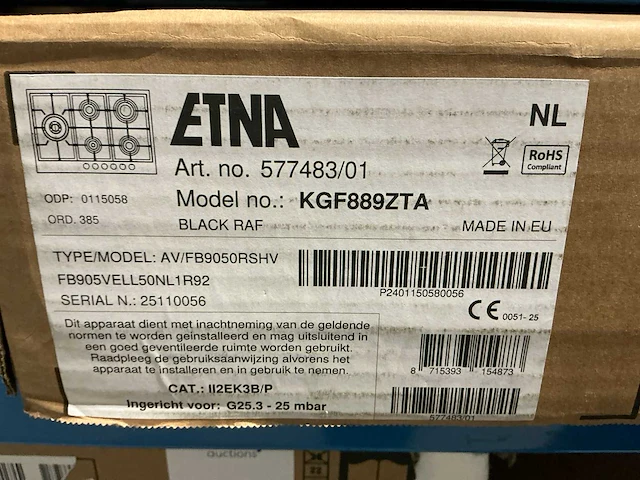 ETNA
NL
Art. no. 577483/01
RoHS
Compliant
ODP: 0115058
Model no.: KGF889ZTA
ORD. 385
BLACK RAF
MADE IN EU
TYPE/MODEL: AV/FB9050RSHV
FB905VELL50NL1R92
P2401150580056
SERIAL N.: 25110056
CE 0051- 25
Dit apparaat dient met inachtneming van de geldende
normen te worden geïnstalleerd en mag uitsluitend in
een goed geventileerde ruimte worden gebruikt.
Raadpleeg de gebruiksaanwijzing alvorens het
apparaat te installeren en in gebruik te nemen.
8 715393 154873
CAT.: II2EK3B/P
Ingericht voor: G25.3 - 25 mbar
577483/01
auctions